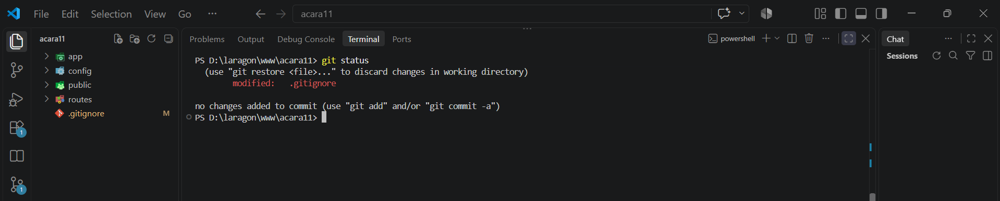 File Edit Selection View Go ... acara11
acara11
Problems Output Debug Console Terminal Ports
powershell
Chat
Sessions
app
config
public
routes
.gitignore M
PS D:\laragon\www\acara11> git status
(use "git restore <file>..." to discard changes in working directory)
modified: .gitignore
no changes added to commit (use "git add" and/or "git commit -a")
PS D:\laragon\www\acara11>
1
1